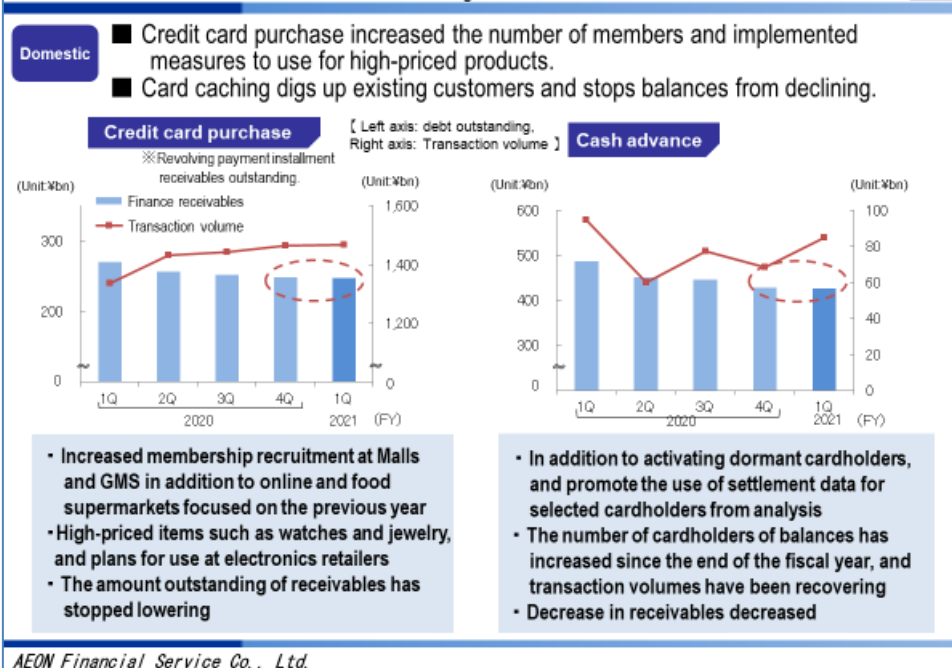 Domestic
■ Credit card purchase increased the number of members and implemented
measures to use for high-priced products.
■ Card caching digs up existing customers and stops balances from declining.
Credit card purchase
【 Left axis: debt outstanding,
Right axis: Transaction volume 】
Cash advance
※Revolving payment installment
receivables outstanding.
(Unit:¥bn)
(Unit:¥bn)
Finance receivables
Transaction volume
300
200
0
1,600
1,400
1,200
0
1Q 2Q 3Q 4Q 1Q
2020 2021 (FY)
(Unit:¥bn)
(Unit:¥bn)
600
500
400
300
0
100
80
60
40
20
0
1Q 2Q 3Q 4Q 1Q
2020 2021 (FY)
・Increased membership recruitment at Malls
and GMS in addition to online and food
supermarkets focused on the previous year
・High-priced items such as watches and jewelry,
and plans for use at electronics retailers
・The amount outstanding of receivables has
stopped lowering
・In addition to activating dormant cardholders,
and promote the use of settlement data for
selected cardholders from analysis
・The number of cardholders of balances has
increased since the end of the fiscal year, and
transaction volumes have been recovering
・Decrease in receivables decreased
AEON Financial Service Co., Ltd.